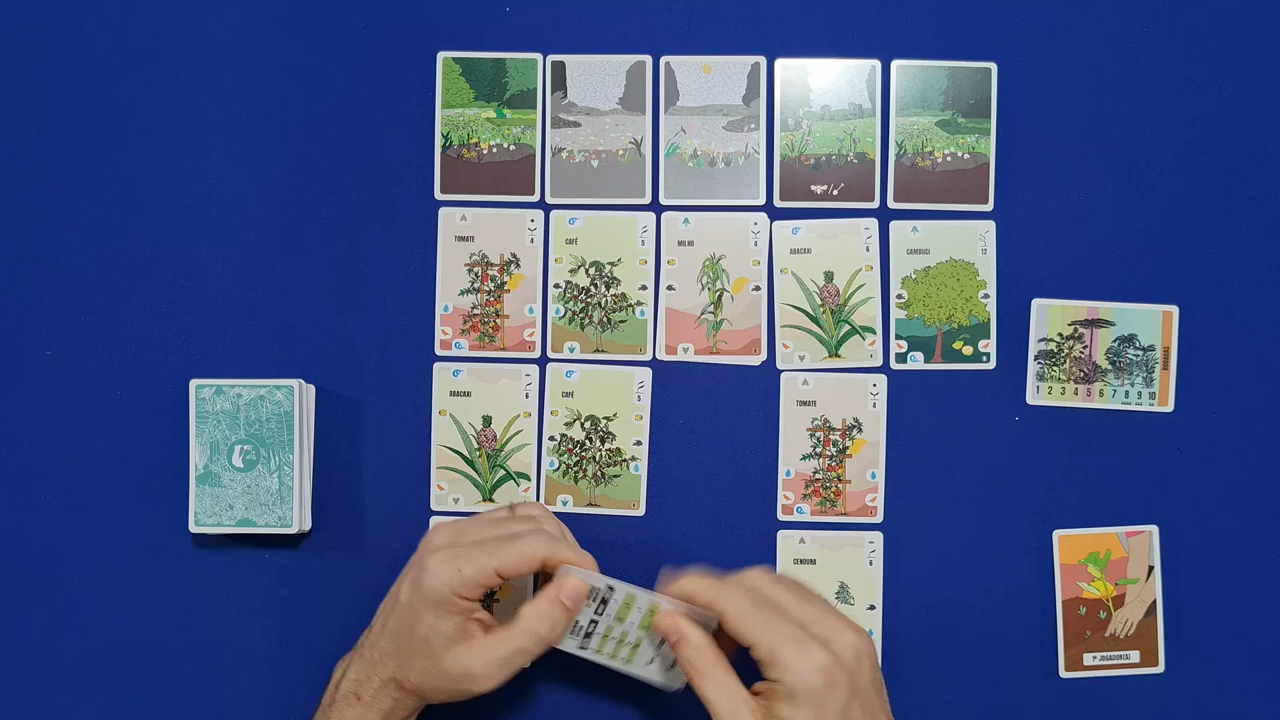 TOMATE
4
CAFÉ
5
MILHO
4
ABACAXI
6
CAMBUCI
12
ABACAXI
6
CAFÉ
5
TOMATE
4
CENOURA
6
RODADAS
1 2 3 4 5 6 7 8 9 10
1º JOGADOR(A)